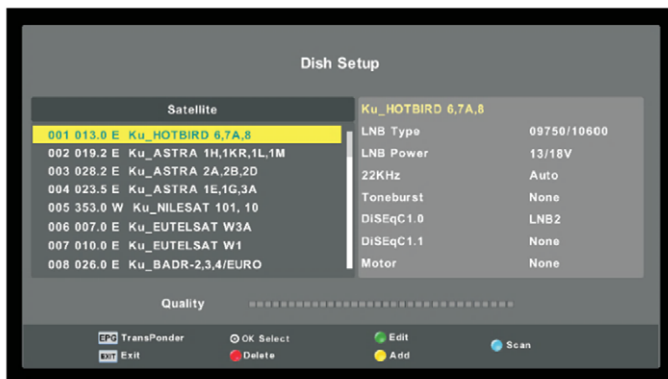 Dish Setup
Satellite
001 013.0 E Ku_HOTBIRD 6,7A,8
002 019.2 E Ku_ASTRA 1H,1KR,1L,1M
003 028.2 E Ku_ASTRA 2A,2B,2D
004 023.5 E Ku_ASTRA 1E,1G,3A
005 353.0 W Ku_NILESAT 101, 10
006 007.0 E Ku_EUTELSAT W3A
007 010.0 E Ku_EUTELSAT W1
008 026.0 E Ku_BADR-2,3,4/EURO
Ku_HOTBIRD 6,7A,8
LNB Type 09750/10600
LNB Power 13/18V
22KHz Auto
Toneburst None
DiSEqC1.0 LNB2
DiSEqC1.1 None
Motor None
Quality
EPG TransPonder OK Select Edit Scan
EXIT Exit Delete Add